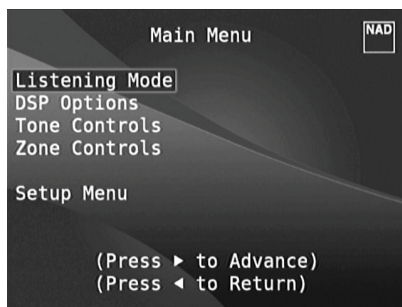 Main Menu
NAD
Listening Mode
DSP Options
Tone Controls
Zone Controls
Setup Menu
(Press ▶ to Advance)
(Press ◀ to Return)